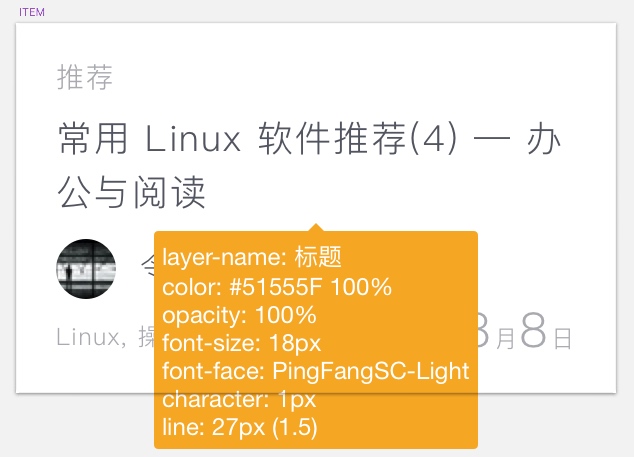 ITEM
推荐
常用 Linux 软件推荐(4) — 办
公与阅读
layer-name: 标题
color: #51555F 100%
opacity: 100%
font-size: 18px
font-face: PingFangSC-Light
character: 1px
line: 27px (1.5)
Linux,
月8日